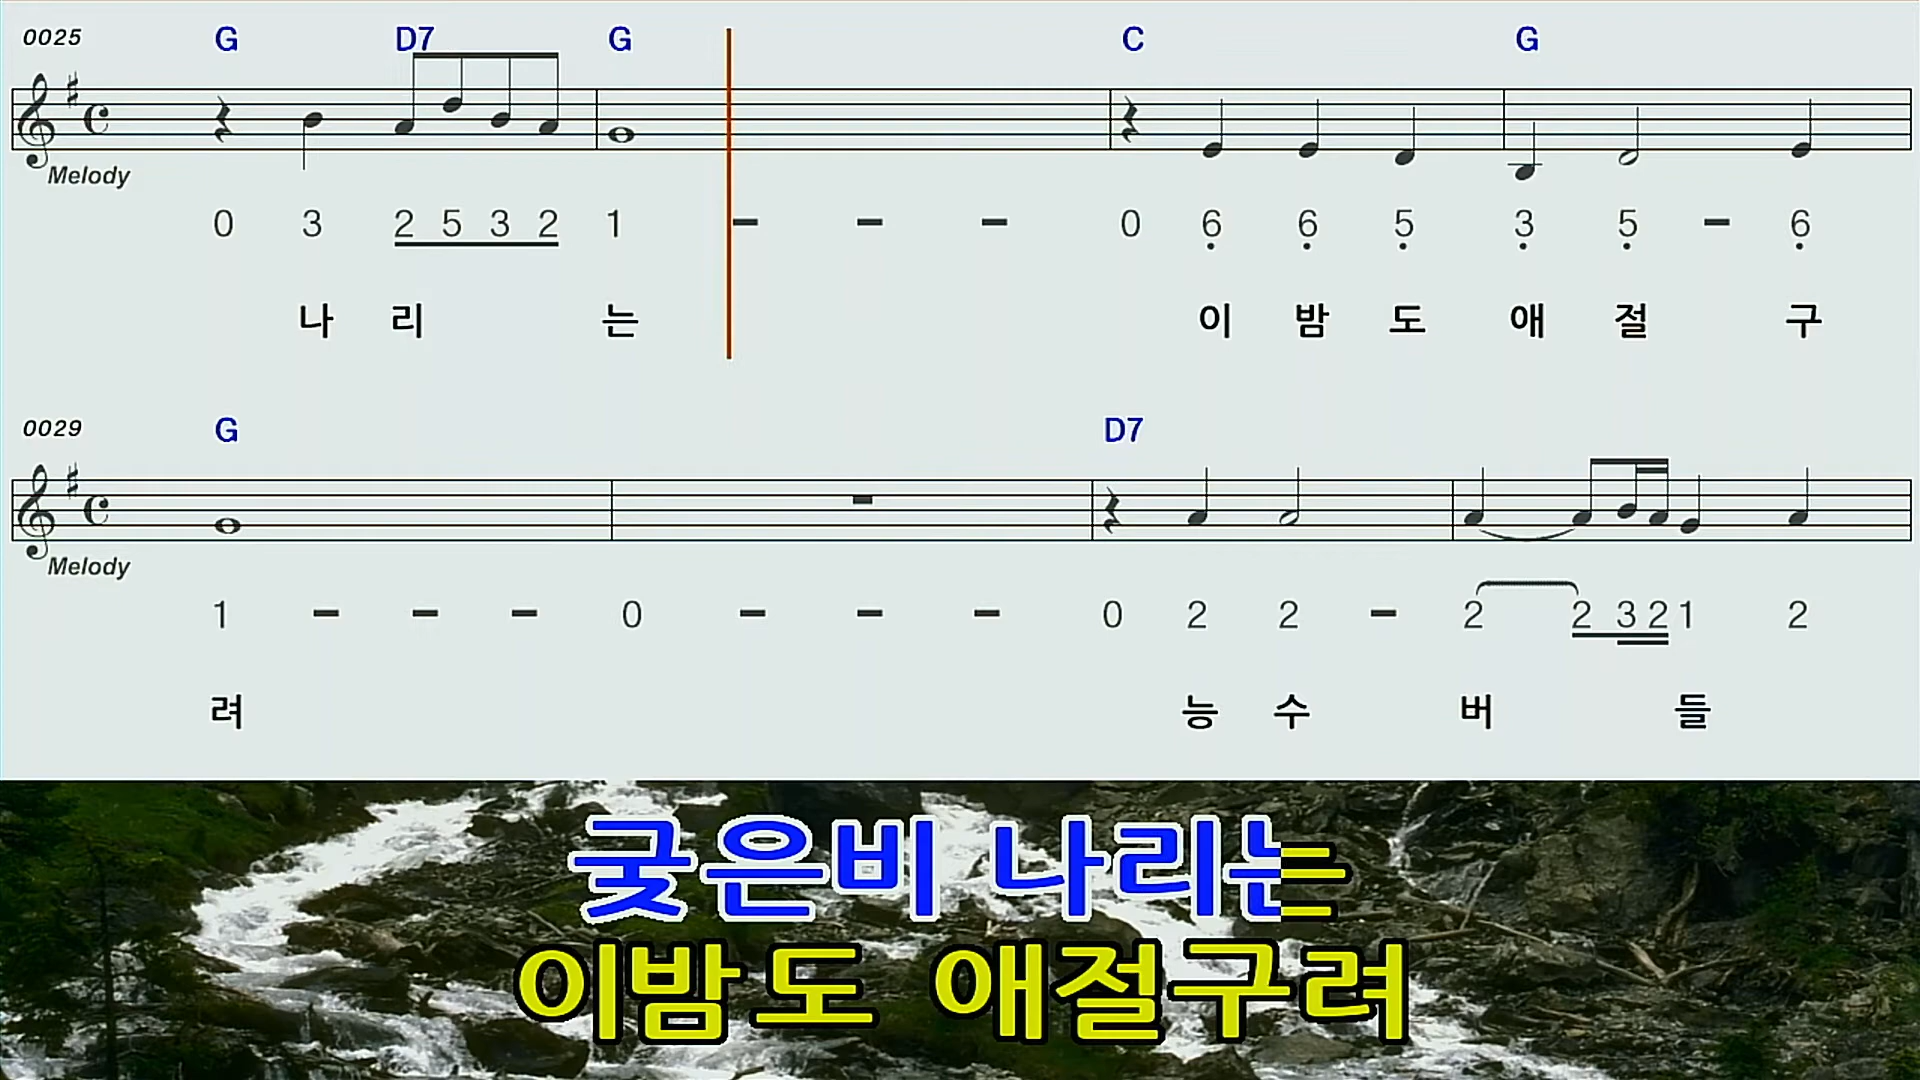 0025 G D7 G C G
Melody
0 3 2 5 3 2 1 - - - 0 6 6 5 3 5 - 6
나 리 는 이 밤 도 애 절 구
0029 G D7
Melody
1 - - - 0 - - - 0 2 2 - 2 2 3 2 1 2
려 능 수 버 들
궂은비 나리는
이밤도 애절구려